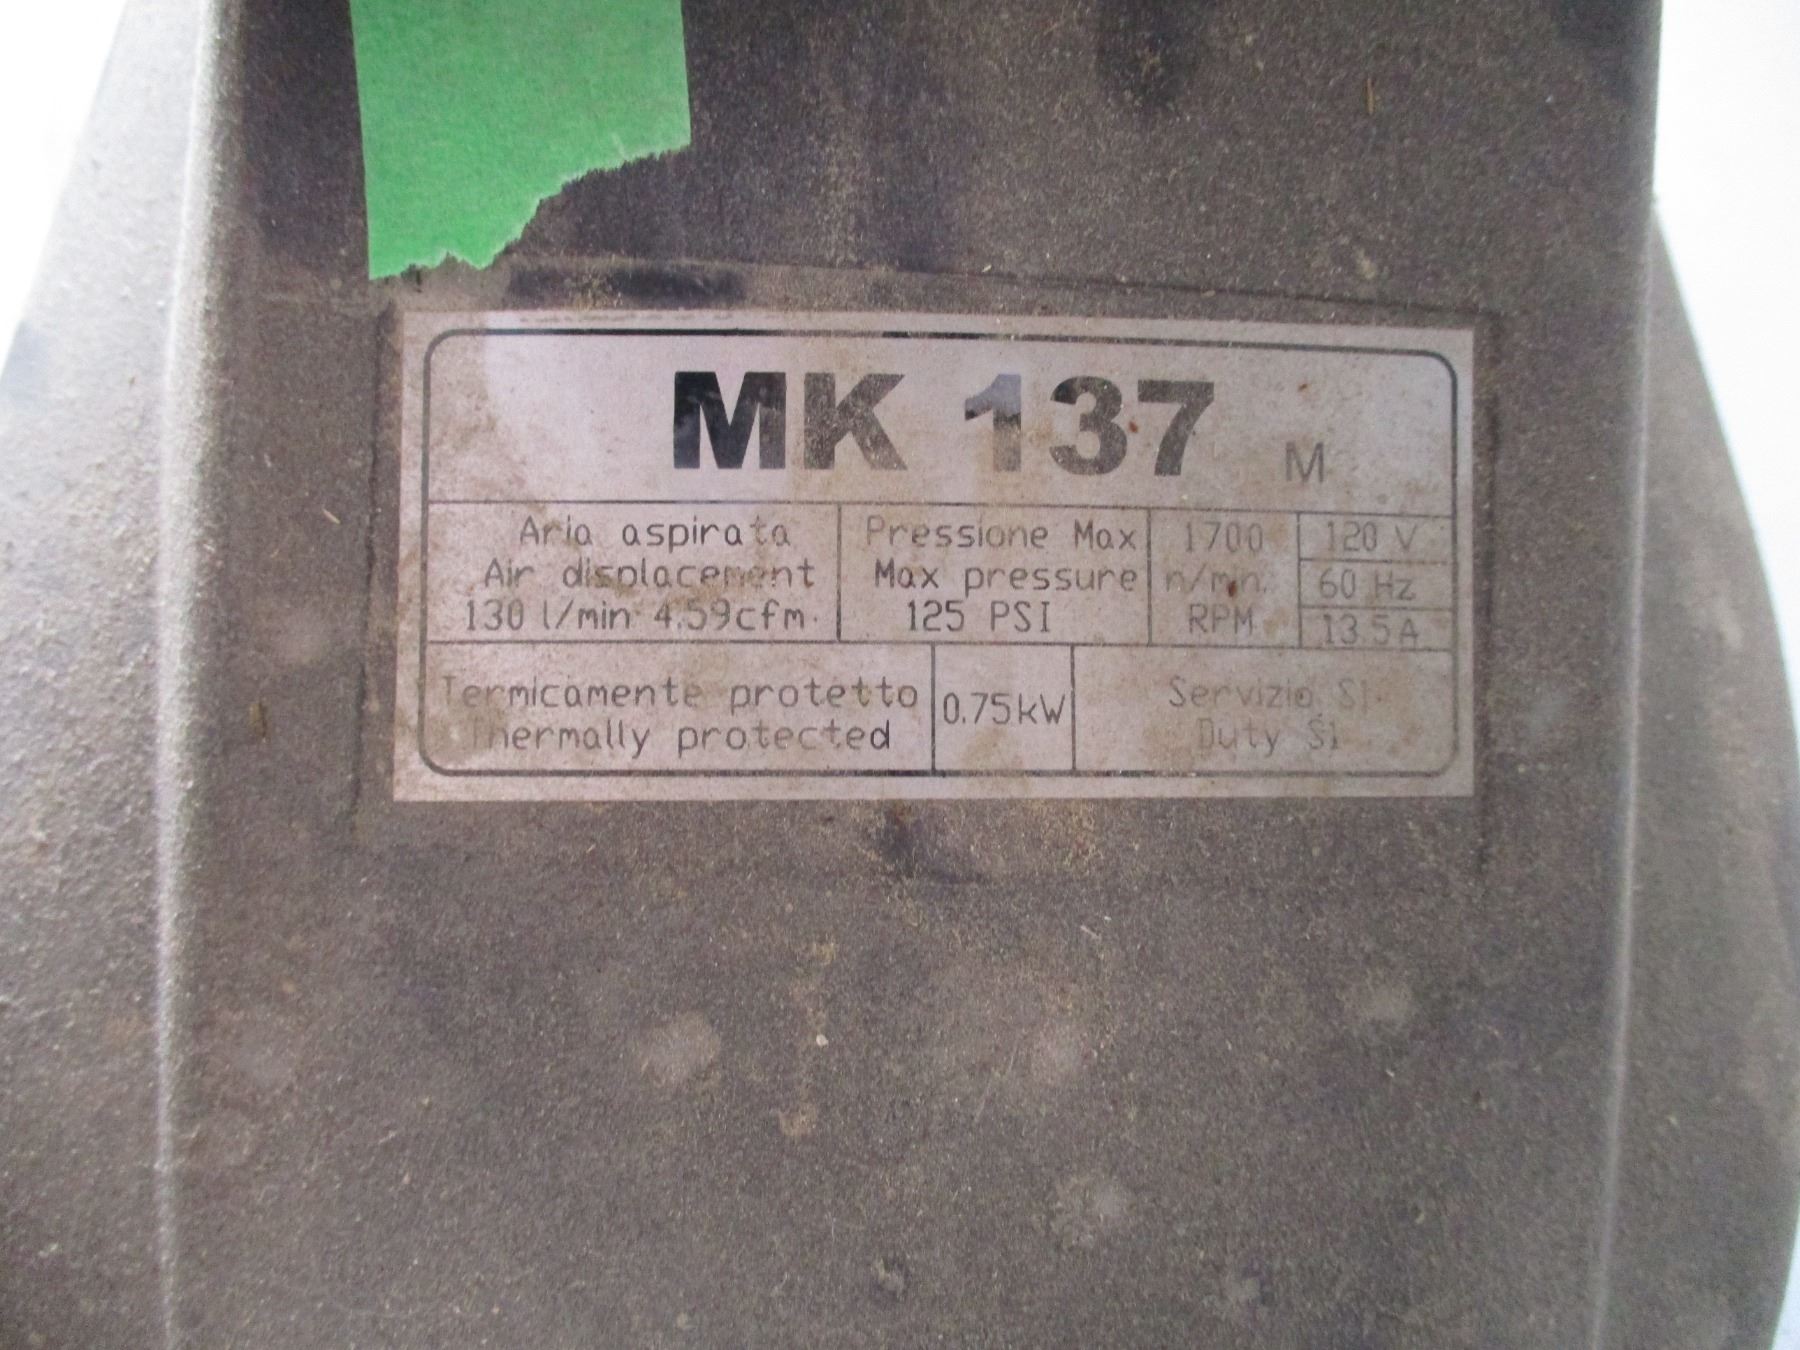 MK 137 M
Aria aspirata
Air displacement
130 l/min 4.59cfm.
Pressione Max
Max pressure
125 PSI
1700
n/min.
RPM
120 V
60 Hz
13.5A
Termicamente protetto
Thermally protected
0.75kW
Servizio S1
Duty S1